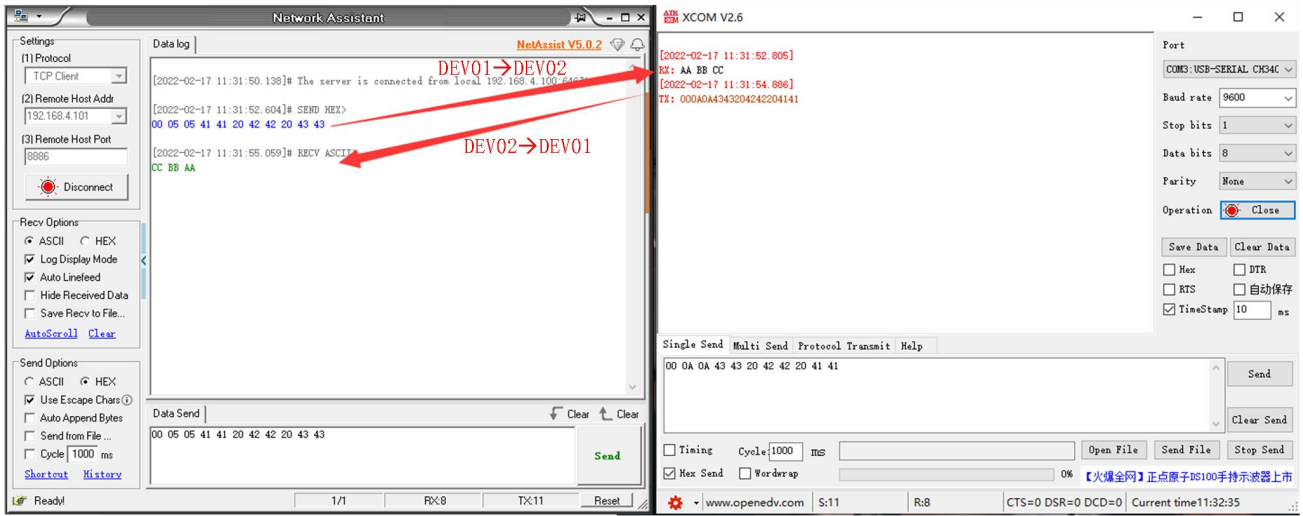 Network Assistant
Settings
(1) Protocol
TCP Client
(2) Remote Host Addr
192.168.4.101
(3) Remote Host Port
8886
Disconnect
Recv Options
ASCII
HEX
Log Display Mode
Auto Linefeed
Hide Received Data
Save Recv to File...
AutoScroll
Clear
Send Options
ASCII
HEX
Use Escape Chars
Auto Append Bytes
Send from File ...
Cycle 1000 ms
Shortcut
History
Data log
NetAssist V5.0.2
[2022-02-17 11:31:50.138]# The server is connected from local 192.168.4.100:
DEV01→DEV02
[2022-02-17 11:31:52.604]# SEND HEX>
00 05 05 41 41 20 42 42 20 43 43
DEV02→DEV01
[2022-02-17 11:31:55.059]# RECV ASCII>
CC BB AA
Data Send
Clear
Clear
00 05 05 41 41 20 42 42 20 43 43
Send
Ready!
1/1
RX:8
TX:11
Reset
ATK XCOM
XCOM V2.6
[2022-02-17 11:31:52.805]
RX: AA BB CC
[2022-02-17 11:31:54.886]
TX: 000A0A4343204242204141
Port
COM3:USB-SERIAL CH34C
Baud rate 9600
Stop bits 1
Data bits 8
Parity None
Operation Close
Save Data
Clear Data
Hex
DTR
RTS
自动保存
TimeStamp 10 ms
Single Send
Multi Send
Protocol Transmit
Help
00 0A 0A 43 43 20 42 42 20 41 41
Send
Clear Send
Timing
Cycle: 1000 ms
Open File
Send File
Stop Send
Hex Send
Wordwrap
0%
【火爆全网】正点原子DS100手持示波器上市
www.openedv.com
S:11
R:8
CTS=0 DSR=0 DCD=0
Current time11:32:35